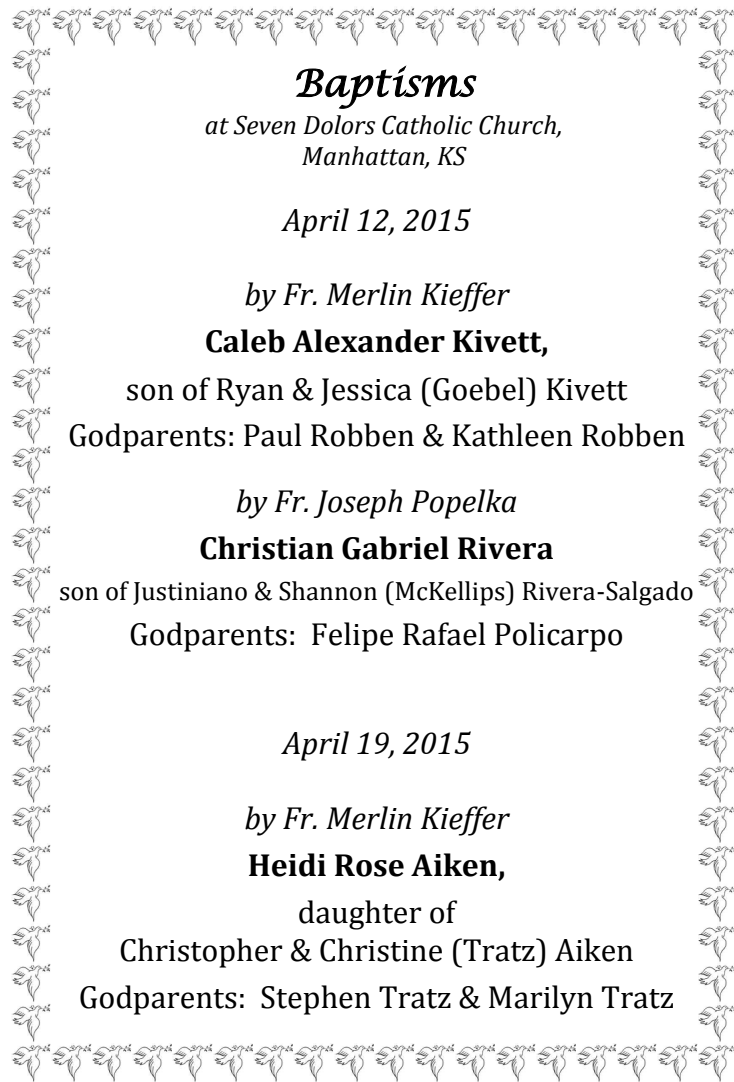 Baptisms
at Seven Dolors Catholic Church,
Manhattan, KS
April 12, 2015
by Fr. Merlin Kieffer
Caleb Alexander Kivett,
son of Ryan & Jessica (Goebel) Kivett
Godparents: Paul Robben & Kathleen Robben
by Fr. Joseph Popelka
Christian Gabriel Rivera
son of Justiniano & Shannon (McKellips) Rivera-Salgado
Godparents:  Felipe Rafael Policarpo
April 19, 2015
by Fr. Merlin Kieffer
Heidi Rose Aiken,
daughter of
Christopher & Christine (Tratz) Aiken
Godparents:  Stephen Tratz & Marilyn Tratz